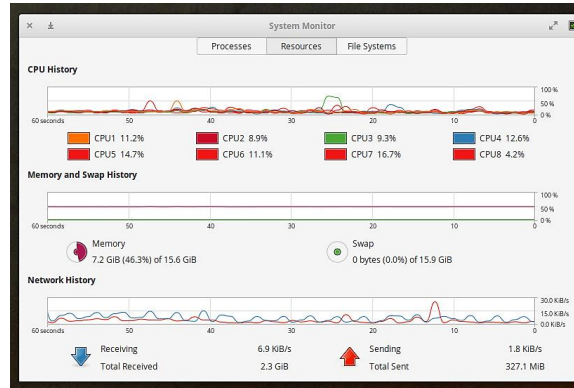 System Monitor
Processes Resources File Systems
CPU History
100 %
50 %
0 %
60 seconds 50 40 30 20 10 0
CPU1 11.2% CPU2 8.9% CPU3 9.3% CPU4 12.6%
CPU5 14.7% CPU6 11.1% CPU7 16.7% CPU8 4.2%
Memory and Swap History
100 %
50 %
0 %
60 seconds 50 40 30 20 10 0
Memory Swap
7.2 GiB (46.3%) of 15.6 GiB 0 bytes (0.0%) of 15.9 GiB
Network History
30.0 KiB/s
15.0 KiB/s
0.0 KiB/s
60 seconds 50 40 30 20 10 0
Receiving 6.9 KiB/s Sending 1.8 KiB/s
Total Received 2.3 GiB Total Sent 327.1 MiB